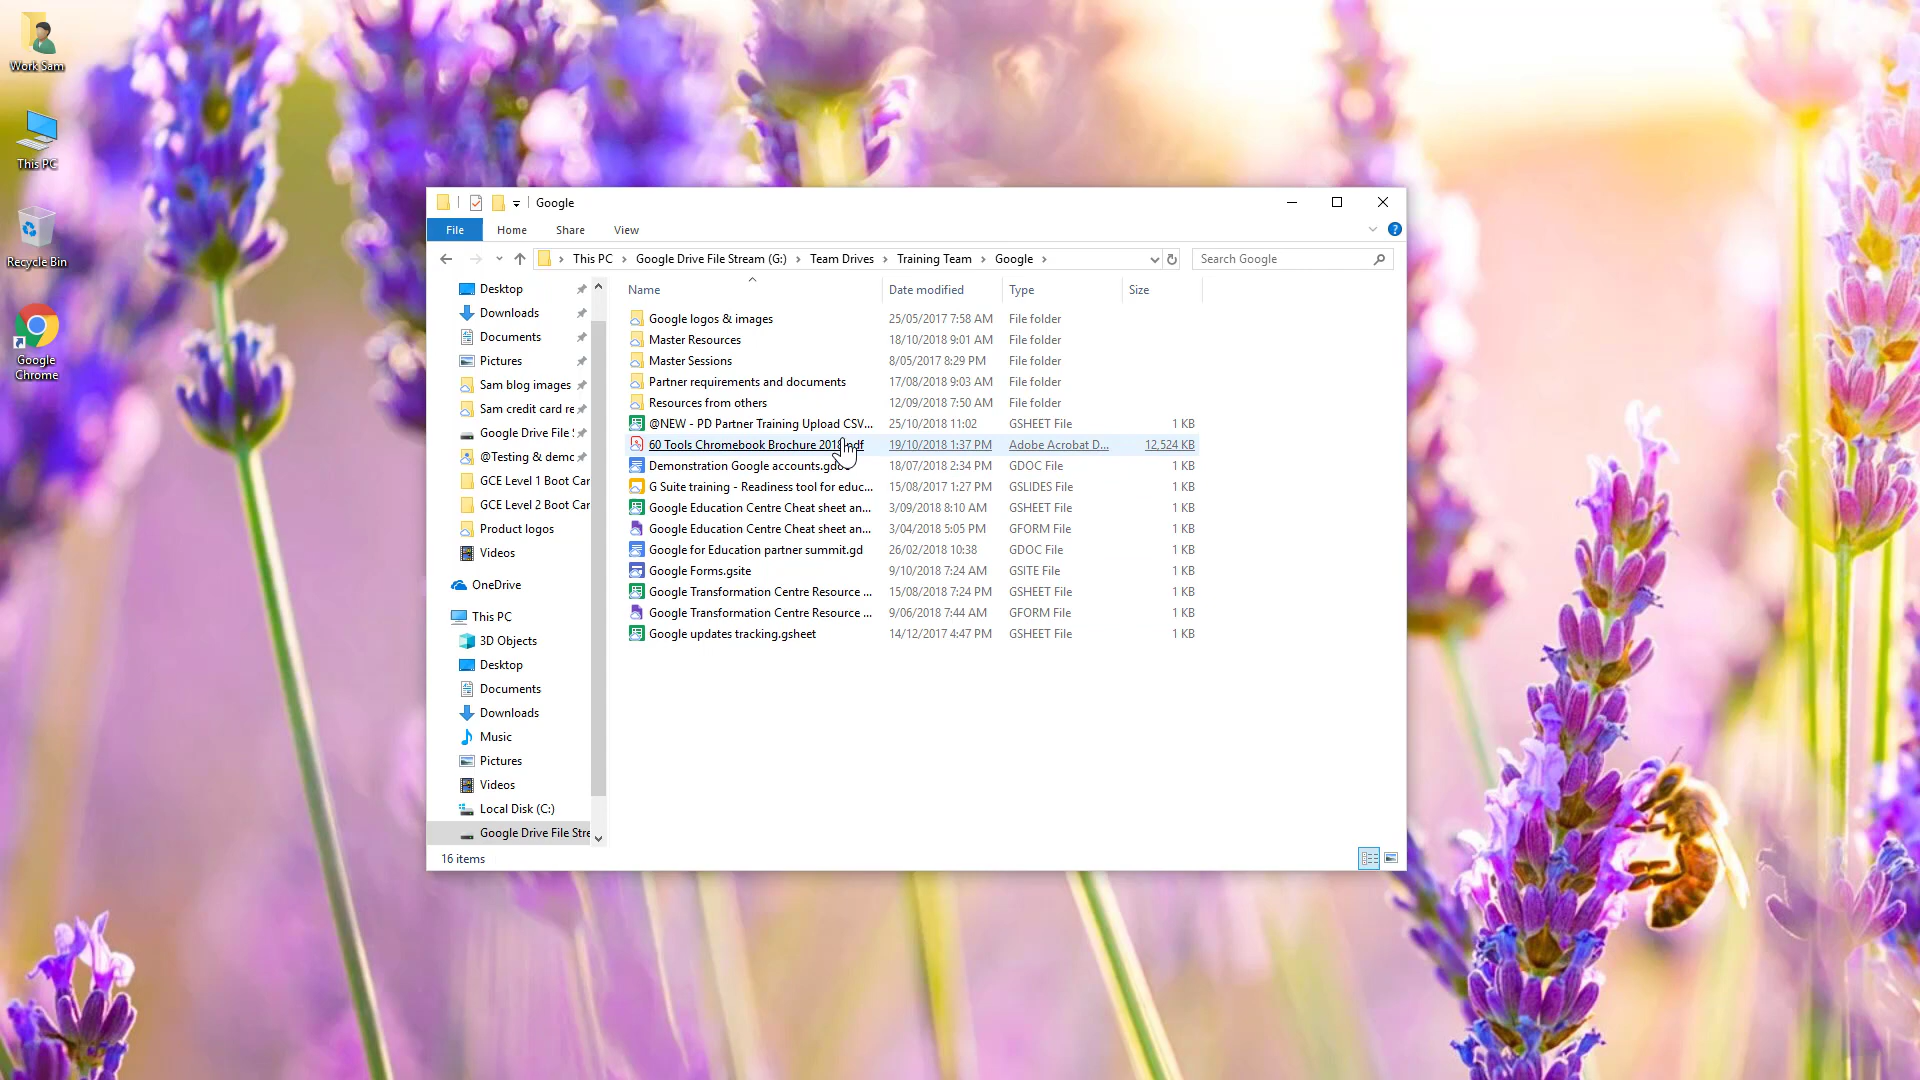 Work Sam
This PC
Recycle Bin
Google
Chrome
Google
File Home Share View
This PC Google Drive File Stream (G:) Team Drives Training Team Google
Search Google
Desktop
Downloads
Documents
Pictures
Sam blog images
Sam credit card re
Google Drive File S
@Testing & demc
GCE Level 1 Boot Car
GCE Level 2 Boot Car
Product logos
Videos
OneDrive
This PC
3D Objects
Desktop
Documents
Downloads
Music
Pictures
Videos
Local Disk (C:)
Google Drive File Stre
Name Date modified Type Size
Google logos & images 25/05/2017 7:58 AM File folder
Master Resources 18/10/2018 9:01 AM File folder
Master Sessions 8/05/2017 8:29 PM File folder
Partner requirements and documents 17/08/2018 9:03 AM File folder
Resources from others 12/09/2018 7:50 AM File folder
@NEW - PD Partner Training Upload CSV... 25/10/2018 11:02 GSHEET File 1 KB
60 Tools Chromebook Brochure 2018.pdf 19/10/2018 1:37 PM Adobe Acrobat D... 12,524 KB
Demonstration Google accounts.gdoc 18/07/2018 2:34 PM GDOC File 1 KB
G Suite training - Readiness tool for educ... 15/08/2017 1:27 PM GSLIDES File 1 KB
Google Education Centre Cheat sheet an... 3/09/2018 8:10 AM GSHEET File 1 KB
Google Education Centre Cheat sheet an... 3/04/2018 5:05 PM GFORM File 1 KB
Google for Education partner summit.gd 26/02/2018 10:38 GDOC File 1 KB
Google Forms.gsite 9/10/2018 7:24 AM GSITE File 1 KB
Google Transformation Centre Resource ... 15/08/2018 7:24 PM GSHEET File 1 KB
Google Transformation Centre Resource ... 9/06/2018 7:44 AM GFORM File 1 KB
Google updates tracking.gsheet 14/12/2017 4:47 PM GSHEET File 1 KB
16 items